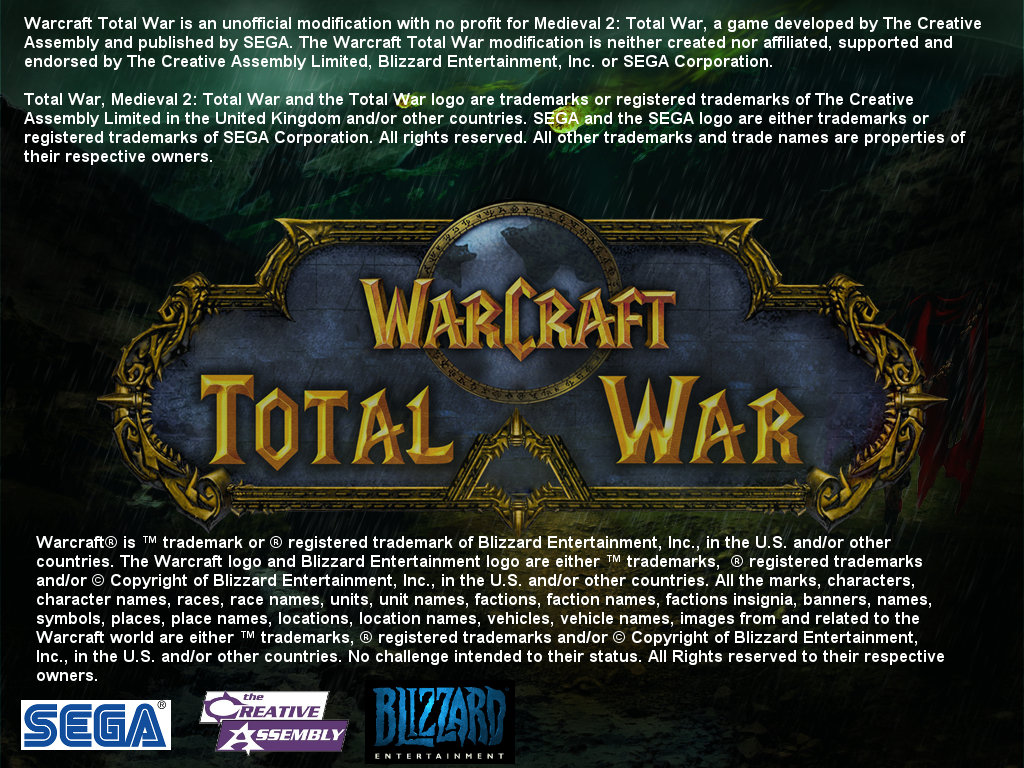 Warcraft Total War is an unofficial modification with no profit for Medieval 2: Total War, a game developed by The Creative
Assembly and published by SEGA. The Warcraft Total War modification is neither created nor affiliated, supported and
endorsed by The Creative Assembly Limited, Blizzard Entertainment, Inc. or SEGA Corporation.
Total War, Medieval 2: Total War and the Total War logo are trademarks or registered trademarks of The Creative
Assembly Limited in the United Kingdom and/or other countries. SEGA and the SEGA logo are either trademarks or
registered trademarks of SEGA Corporation. All rights reserved. All other trademarks and trade names are properties of
their respective owners.
WARCRAFT
TOTAL WAR
Warcraft® is ™ trademark or ® registered trademark of Blizzard Entertainment, Inc., in the U.S. and/or other
countries. The Warcraft logo and Blizzard Entertainment logo are either ™ trademarks, ® registered trademarks
and/or © Copyright of Blizzard Entertainment, Inc., in the U.S. and/or other countries. All the marks, characters,
character names, races, race names, units, unit names, factions, faction names, factions insignia, banners, names,
symbols, places, place names, locations, location names, vehicles, vehicle names, images from and related to the
Warcraft world are either ™ trademarks, ® registered trademarks and/or © Copyright of Blizzard Entertainment,
Inc., in the U.S. and/or other countries. No challenge intended to their status. All Rights reserved to their respective
owners.
SEGA®
the
CREATIVE
ASSEMBLY
BLIZZARD
ENTERTAINMENT